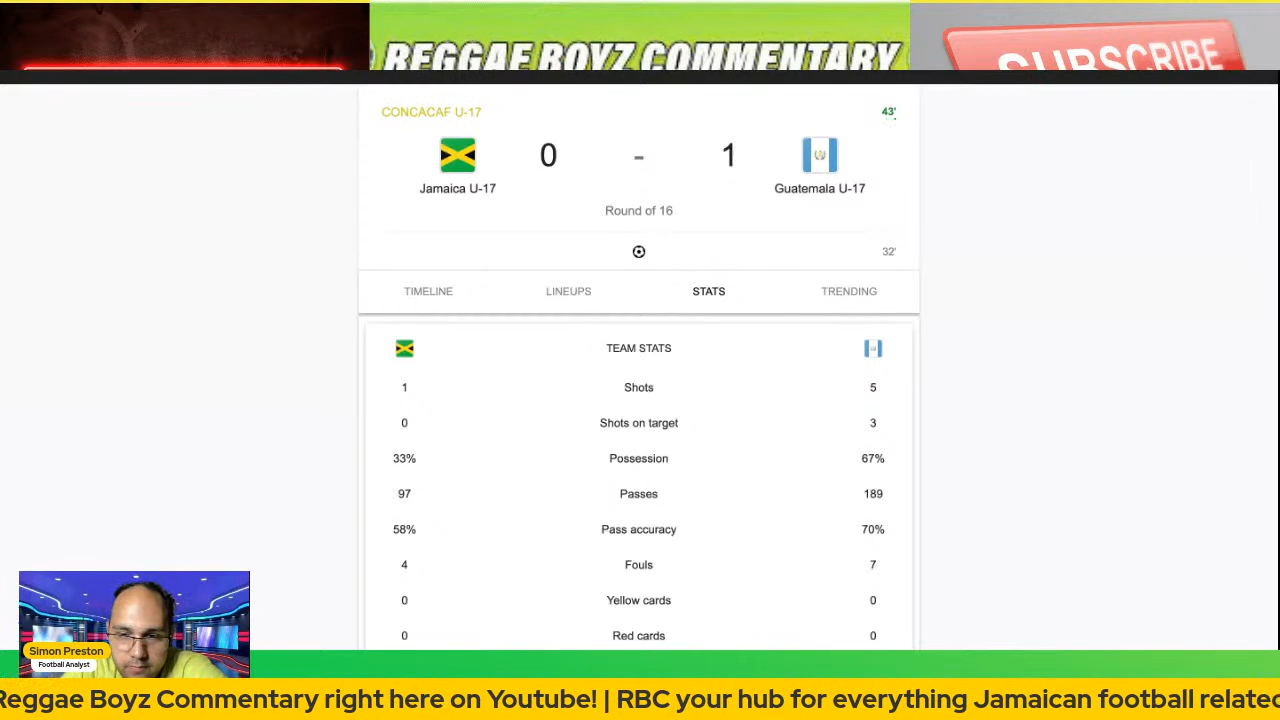 REGGAE BOYZ COMMENTARY
SUBSCRIBE
CONCACAF U-17
43'
0 - 1
Jamaica U-17
Guatemala U-17
Round of 16
32'
TIMELINE LINEUPS STATS TRENDING
TEAM STATS
1 Shots 5
0 Shots on target 3
33% Possession 67%
97 Passes 189
58% Pass accuracy 70%
4 Fouls 7
0 Yellow cards 0
0 Red cards 0
Simon Preston
Football Analyst
Reggae Boyz Commentary right here on Youtube! | RBC your hub for everything Jamaican football related